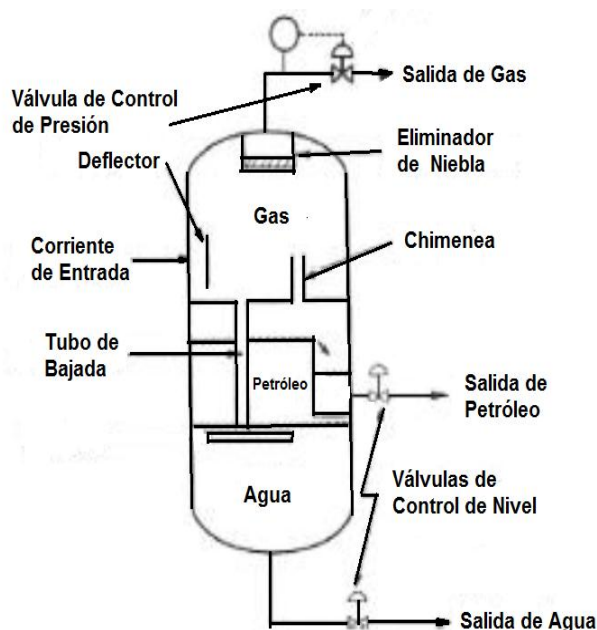 Salida de Gas
Válvula de Control
de Presión
Eliminador
de Niebla
Deflector
Gas
Chimenea
Corriente
de Entrada
Tubo de
Bajada
Petróleo
Salida de
Petróleo
Válvulas de
Control de Nivel
Agua
Salida de Agua